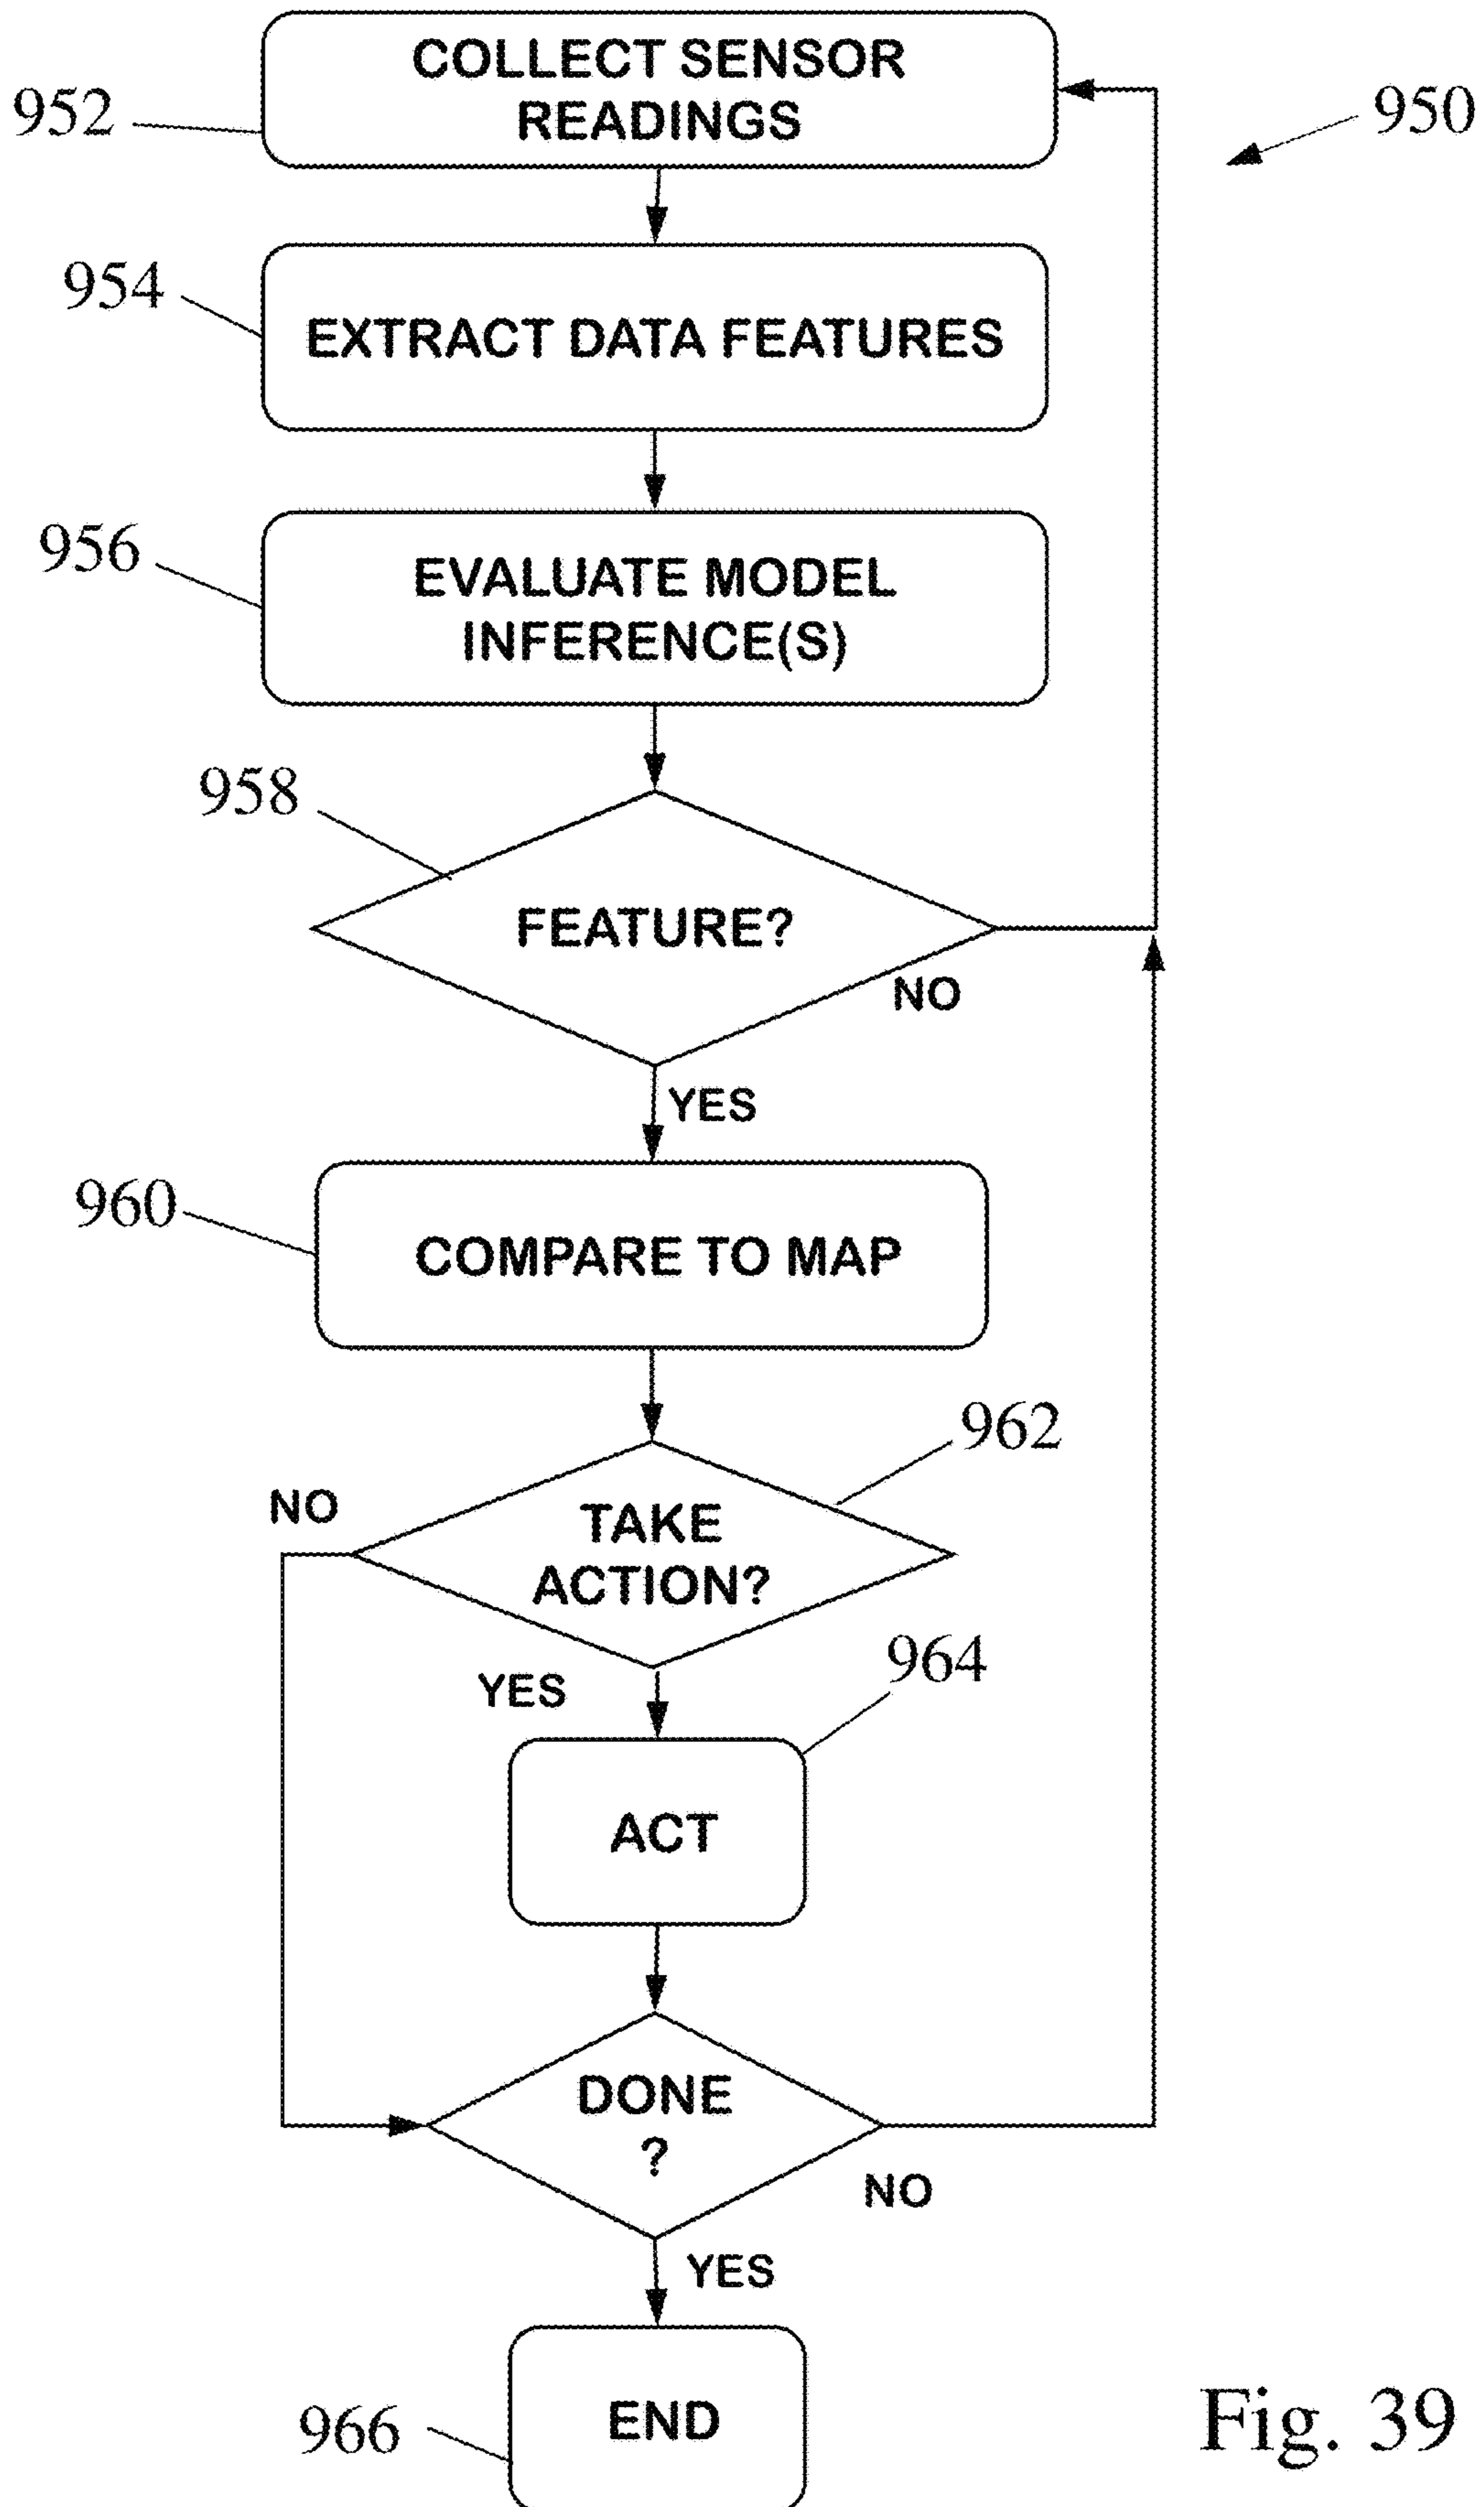 COLLECT SENSOR
READINGS
952
950
954
EXTRACT DATA FEATURES
956
EVALUATE MODEL
INFERENCE(S)
958
FEATURE?
NO
YES
960
COMPARE TO MAP
962
NO
TAKE
ACTION?
YES
964
ACT
DONE
?
NO
YES
END
966
Fig. 39